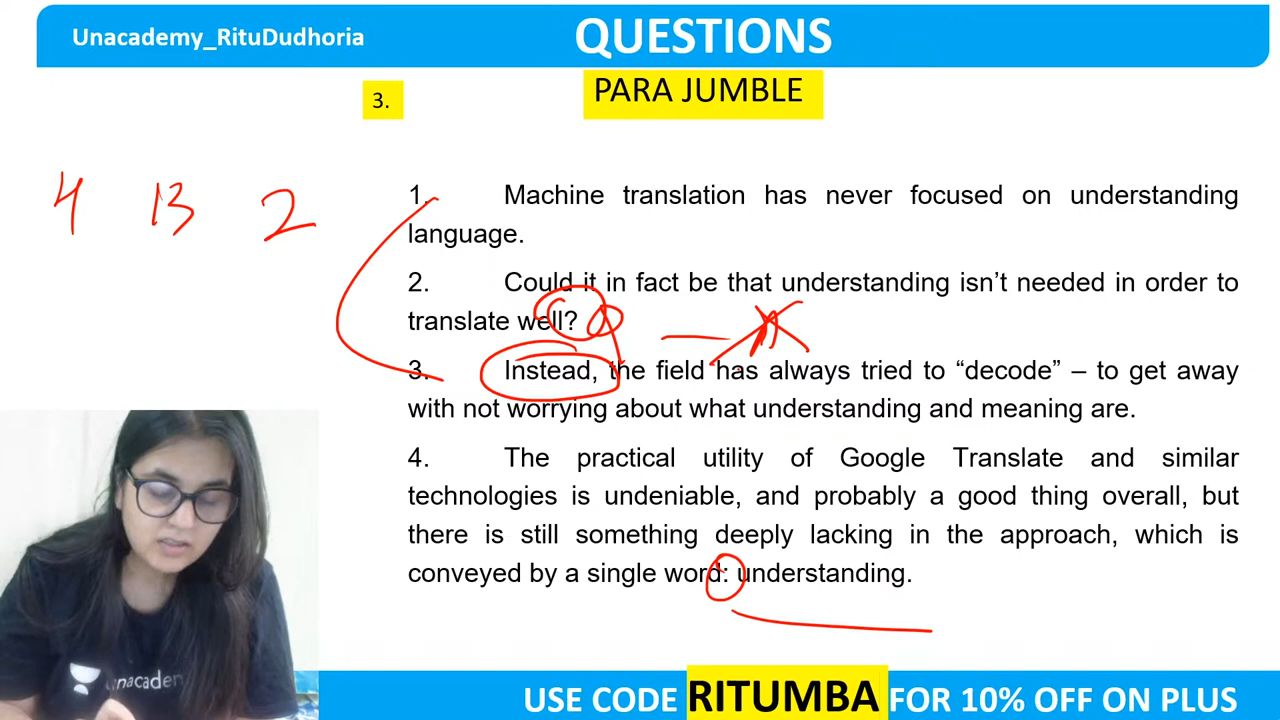 Unacademy_RituDudhoria
QUESTIONS
PARA JUMBLE
3.
4 13 2
1. Machine translation has never focused on understanding
language.
2. Could it in fact be that understanding isn’t needed in order to
translate well?
3. Instead, the field has always tried to “decode” – to get away
with not worrying about what understanding and meaning are.
4. The practical utility of Google Translate and similar
technologies is undeniable, and probably a good thing overall, but
there is still something deeply lacking in the approach, which is
conveyed by a single word: understanding.
USE CODE RITUMBA FOR 10% OFF ON PLUS